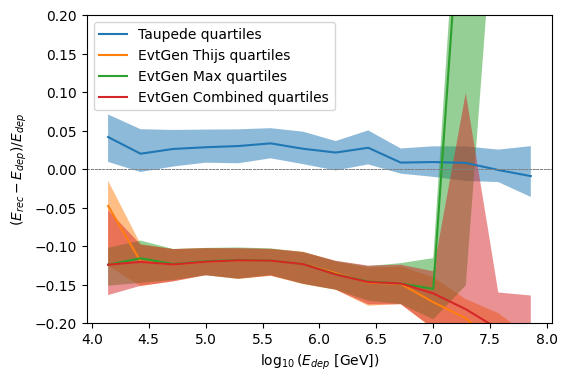 0.20
0.15
0.10
0.05
0.00
−0.05
−0.10
−0.15
−0.20
(E_rec − E_dep)/E_dep
Taupede quartiles
EvtGen Thijs quartiles
EvtGen Max quartiles
EvtGen Combined quartiles
4.0 4.5 5.0 5.5 6.0 6.5 7.0 7.5 8.0
log₁₀ (E_dep [GeV])